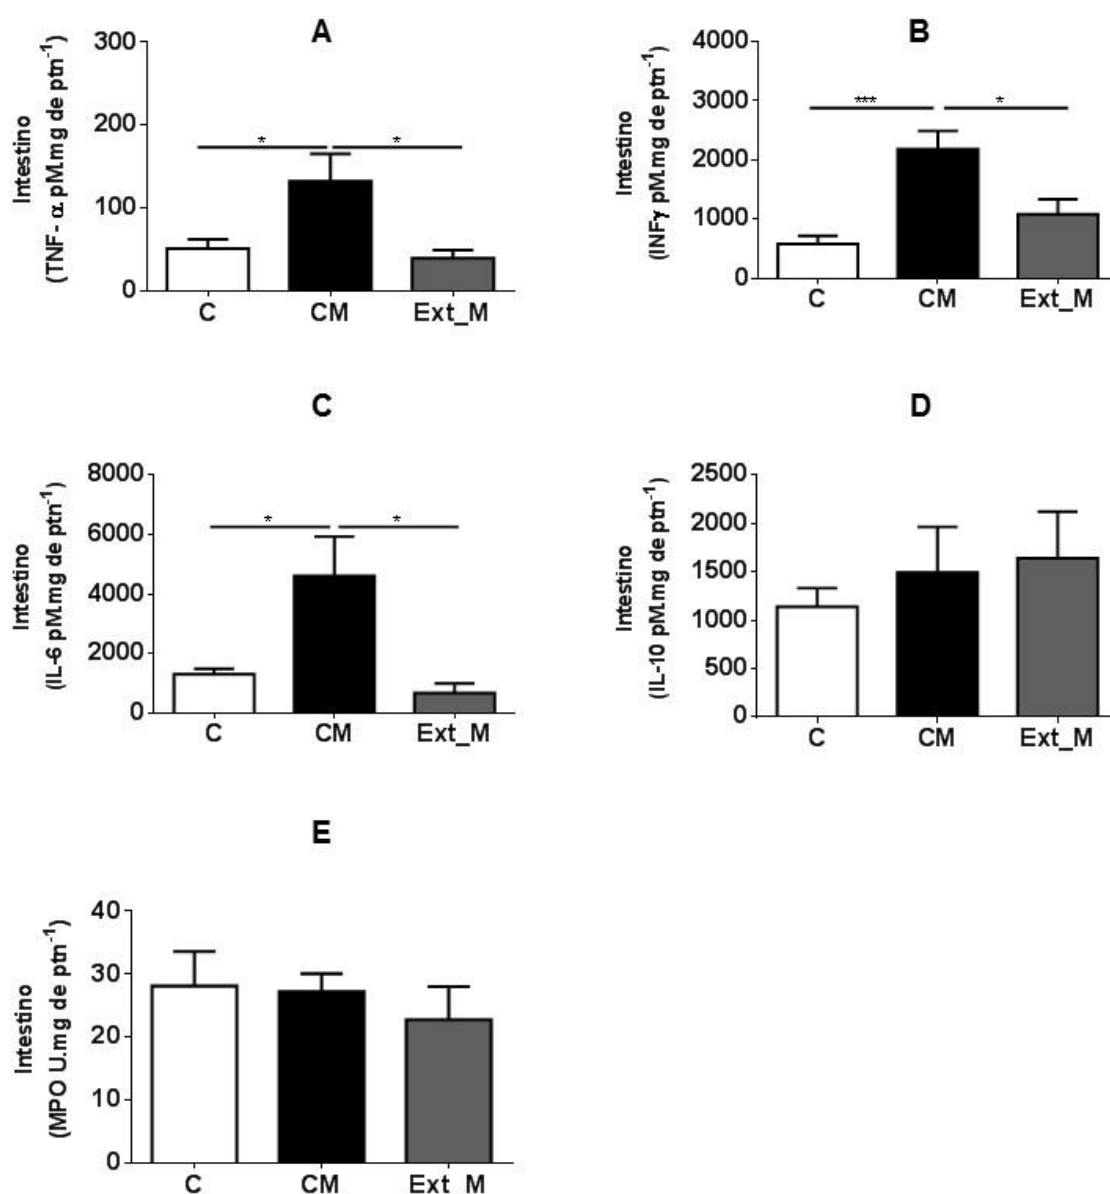 A
Intestino
(TNF- α pM.mg de ptn⁻¹)
300
200
100
0
*
*
C
CM
Ext_M
B
Intestino
(INFγ pM.mg de ptn⁻¹)
4000
3000
2000
1000
0
***
*
C
CM
Ext_M
C
Intestino
(IL-6 pM.mg de ptn⁻¹)
8000
6000
4000
2000
0
*
*
C
CM
Ext_M
D
Intestino
(IL-10 pM.mg de ptn⁻¹)
2500
2000
1500
1000
500
0
C
CM
Ext_M
E
Intestino
(MPO U.mg de ptn⁻¹)
40
30
20
10
0
C
CM
Ext_M